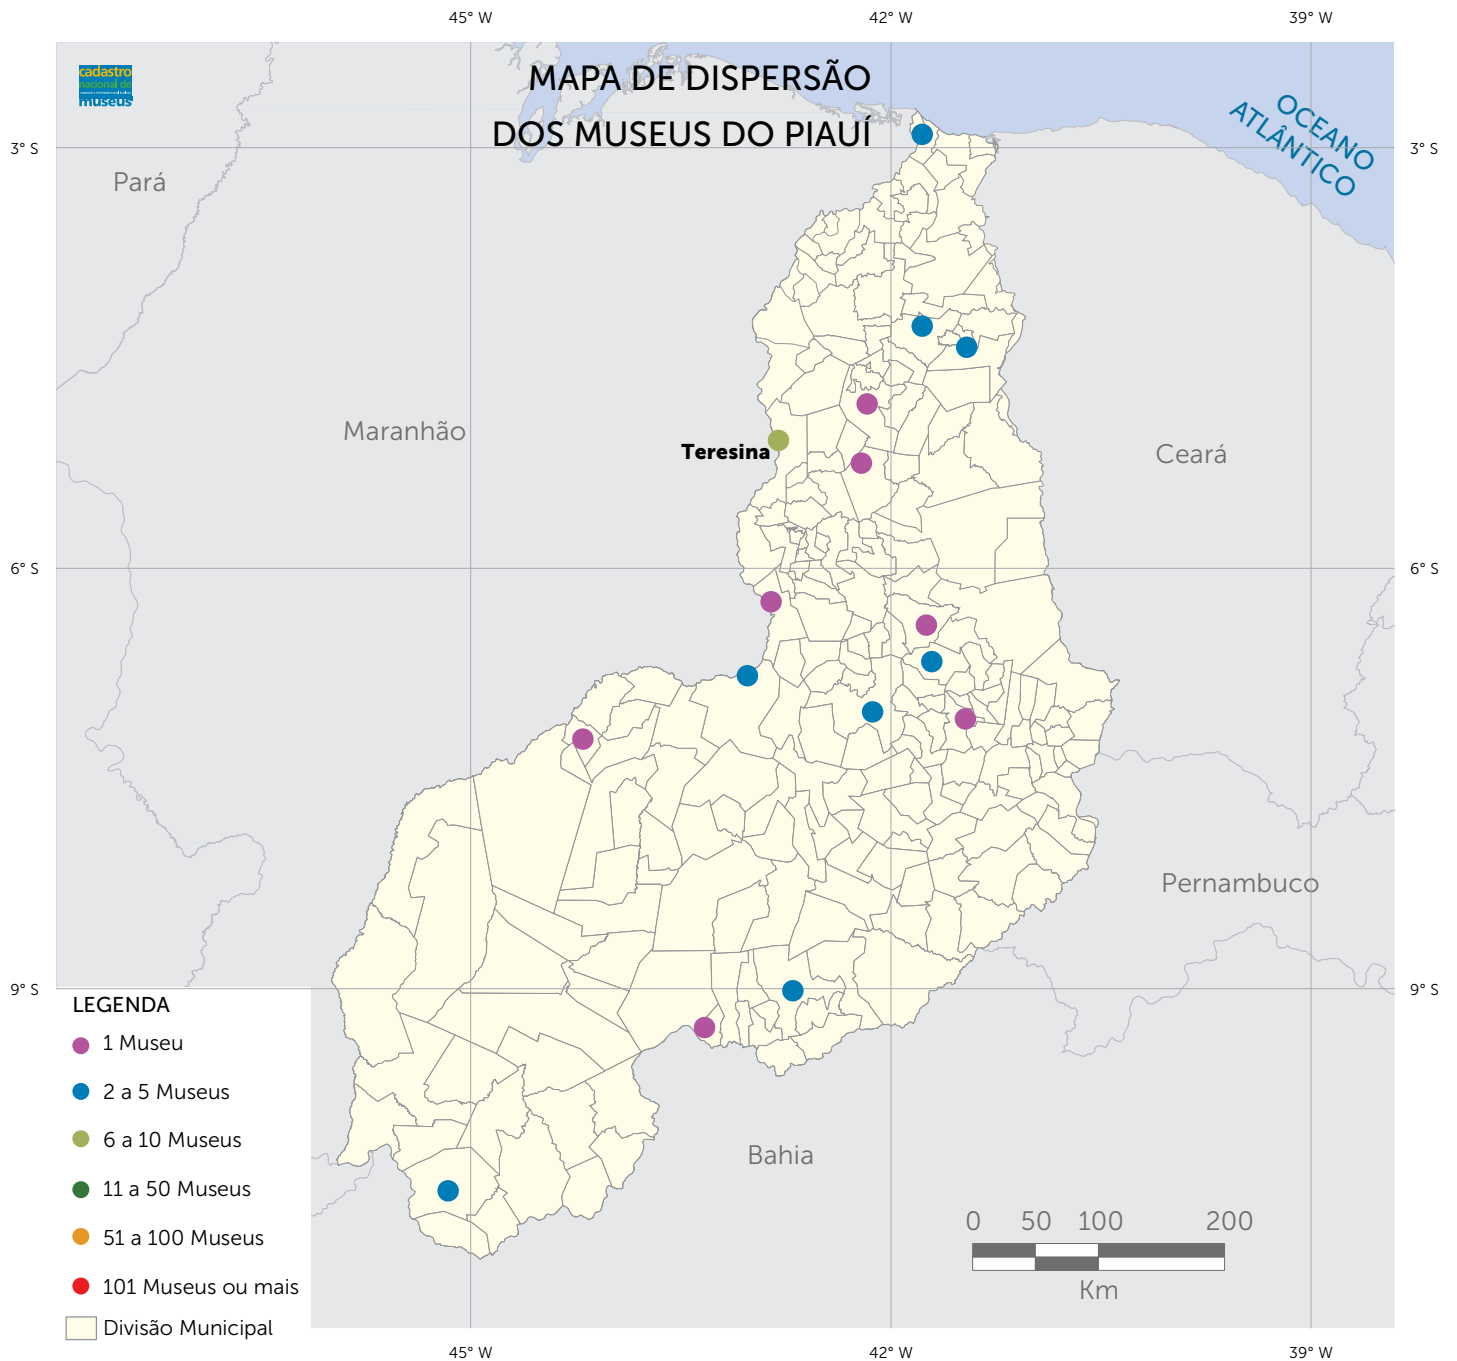 45° W
42° W
39° W
cadastro
nacional de
museus
MAPA DE DISPERSÃO
DOS MUSEUS DO PIAUÍ
OCEANO
ATLÂNTICO
3° S
3° S
Pará
Maranhão
Teresina
Ceará
6° S
6° S
Pernambuco
9° S
9° S
LEGENDA
1 Museu
2 a 5 Museus
6 a 10 Museus
11 a 50 Museus
51 a 100 Museus
101 Museus ou mais
Divisão Municipal
Bahia
0 50 100 200
Km
45° W
42° W
39° W